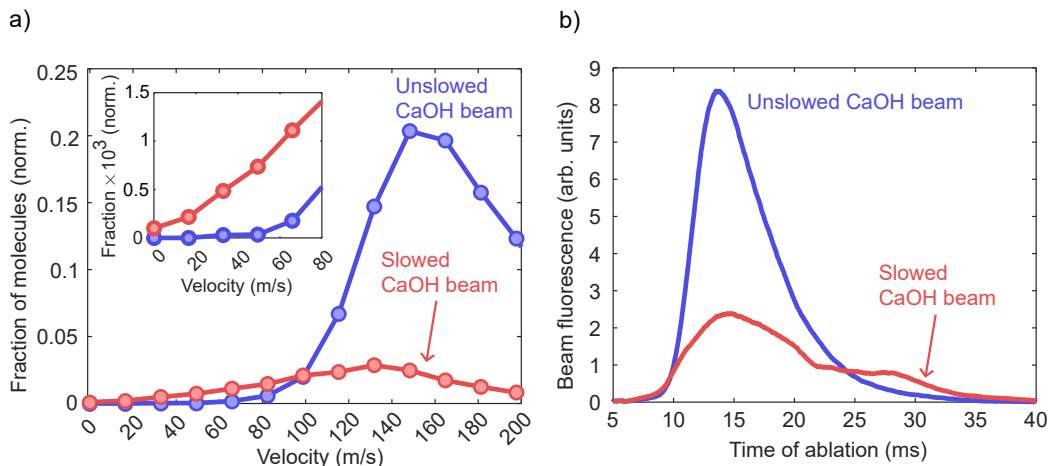 a)
0.25
0.2
0.15
0.1
0.05
0
Fraction of molecules (norm.)
0
20
40
60
80
100
120
140
160
180
200
Velocity (m/s)
Unslowed
CaOH beam
Slowed
CaOH beam
1.5
1
0.5
0
Fraction × 10³ (norm.)
0
20
40
60
80
Velocity (m/s)
b)
9
8
7
6
5
4
3
2
1
0
Beam fluorescence (arb. units)
5
10
15
20
25
30
35
40
Time of ablation (ms)
Unslowed CaOH beam
Slowed
CaOH beam